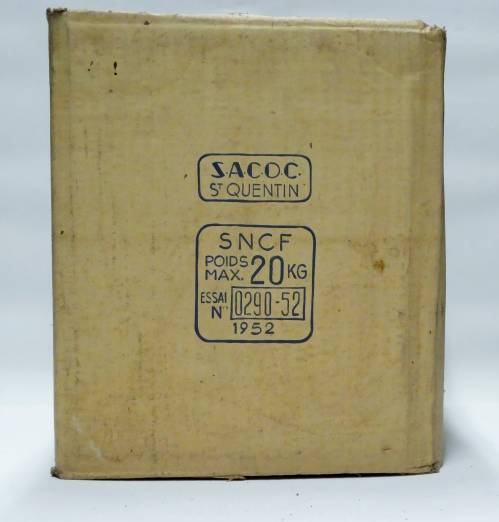 S.A.C.O.C.
ST QUENTIN
SNCF
POIDS MAX. 20 KG
ESSAI N° 0290-52
1952